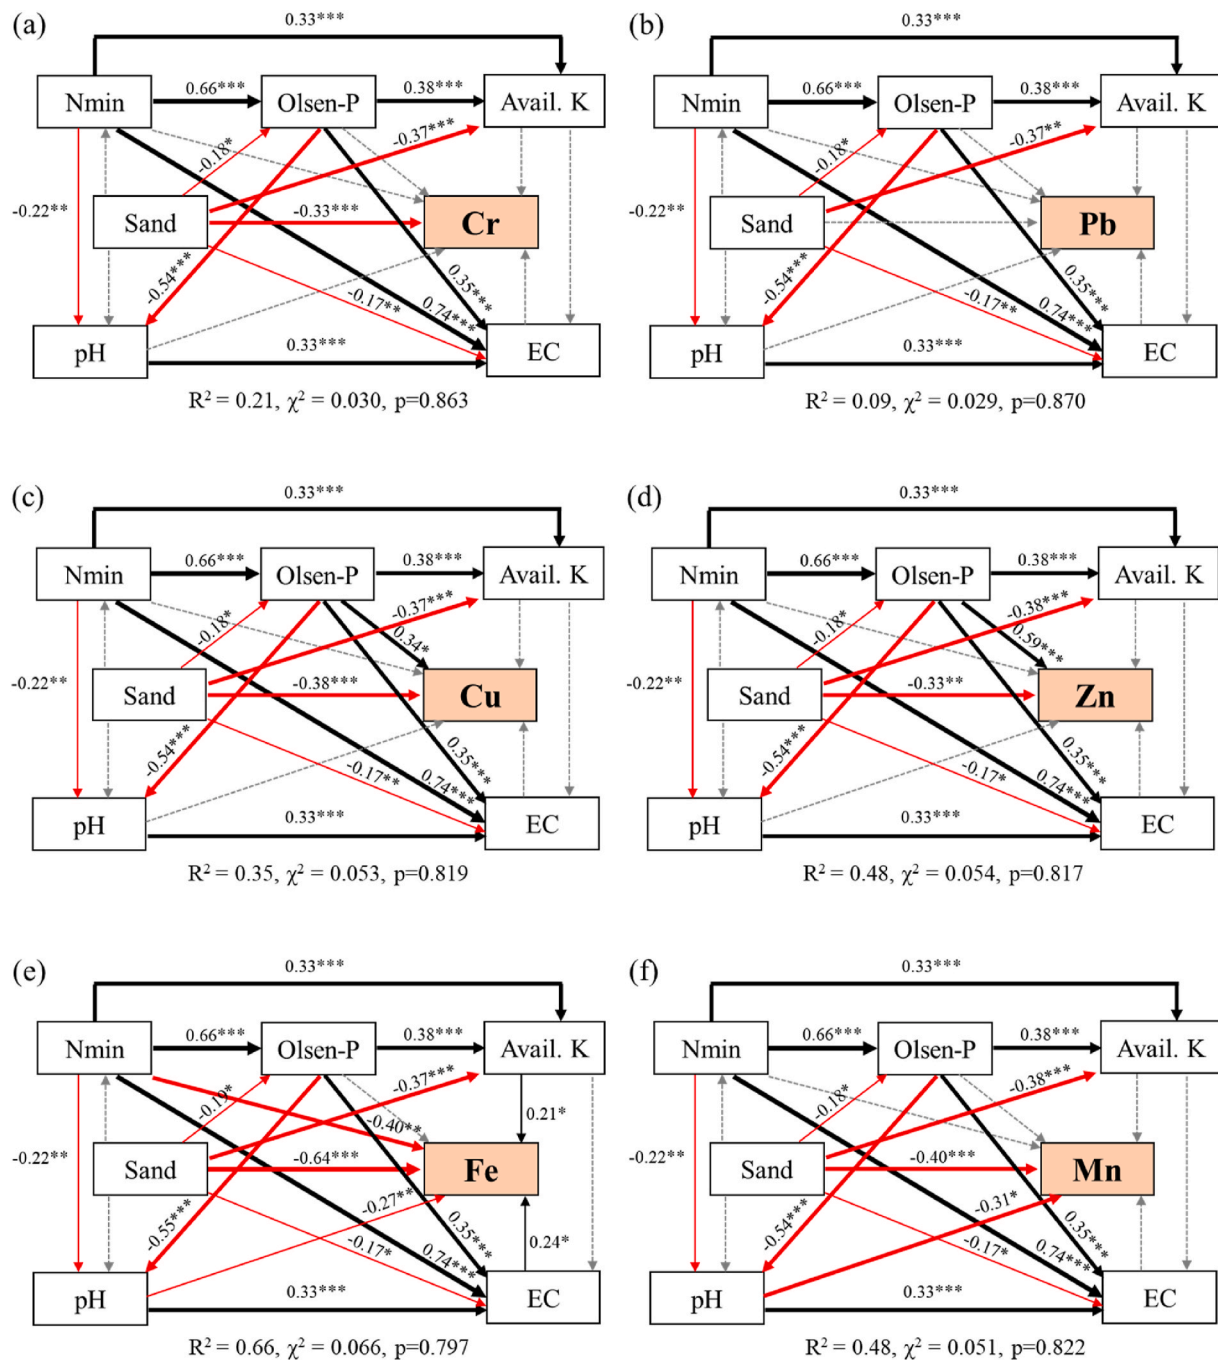 (a)
0.33***
Nmin
0.66***
Olsen-P
0.38***
Avail. K
-0.18*
-0.37***
-0.22**
Sand
-0.33***
Cr
-0.54***
-0.17**
0.74***
0.35***
pH
0.33***
EC
R² = 0.21, χ² = 0.030, p=0.863
(b)
0.33***
Nmin
0.66***
Olsen-P
0.38***
Avail. K
-0.18*
-0.37**
-0.22**
Sand
Pb
-0.54***
-0.17**
0.74***
0.35***
pH
0.33***
EC
R² = 0.09, χ² = 0.029, p=0.870
(c)
0.33***
Nmin
0.66***
Olsen-P
0.38***
Avail. K
-0.18*
-0.37***
0.34*
-0.22**
Sand
-0.38***
Cu
-0.54***
-0.17**
0.74***
0.35***
pH
0.33***
EC
R² = 0.35, χ² = 0.053, p=0.819
(d)
0.33***
Nmin
0.66***
Olsen-P
0.38***
Avail. K
-0.18*
-0.38***
0.59***
-0.22**
Sand
-0.33**
Zn
-0.54***
-0.17*
0.74***
0.35***
pH
0.33***
EC
R² = 0.48, χ² = 0.054, p=0.817
(e)
0.33***
Nmin
0.66***
Olsen-P
0.38***
Avail. K
-0.19*
-0.37***
-0.40**
0.21*
-0.22**
Sand
-0.64***
Fe
-0.27**
-0.55***
-0.17*
0.74***
0.35***
0.24*
pH
0.33***
EC
R² = 0.66, χ² = 0.066, p=0.797
(f)
0.33***
Nmin
0.66***
Olsen-P
0.38***
Avail. K
-0.18*
-0.38***
-0.22**
Sand
-0.40***
Mn
-0.31*
-0.54***
-0.17*
0.74***
0.35***
pH
0.33***
EC
R² = 0.48, χ² = 0.051, p=0.822